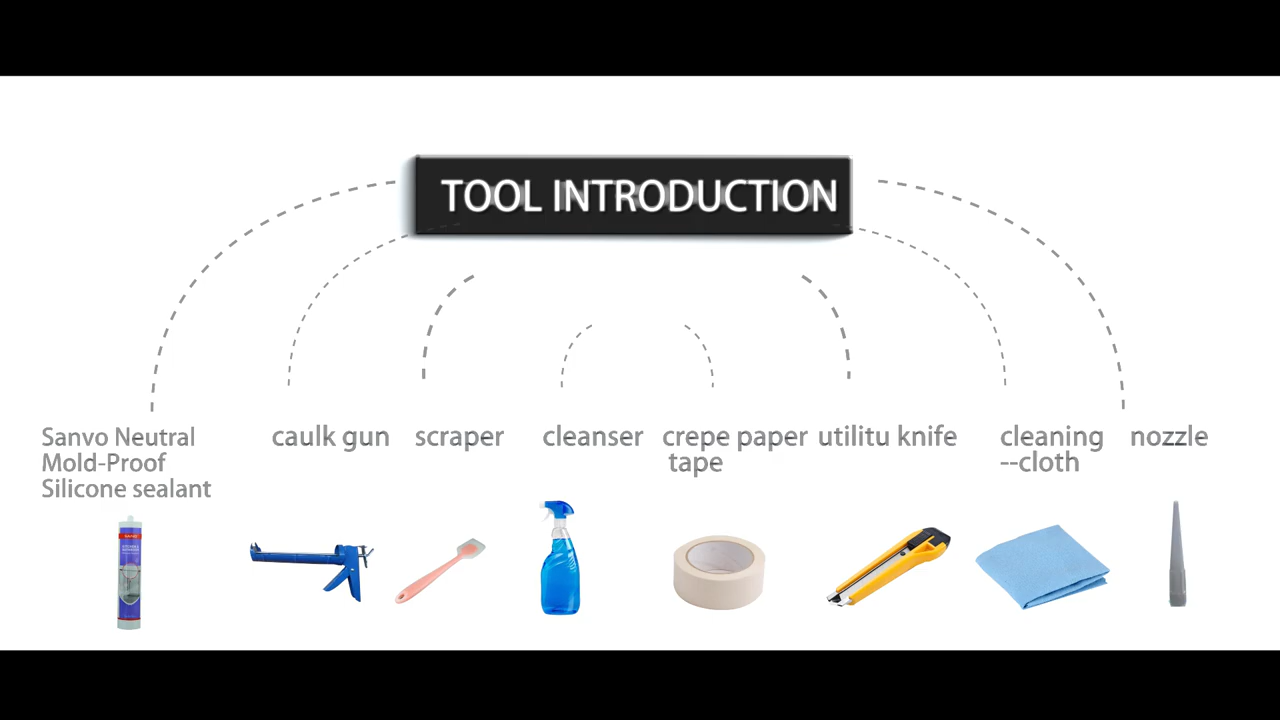 TOOL INTRODUCTION
Sanvo Neutral
Mold-Proof
Silicone sealant
caulk gun
scraper
cleanser
crepe paper
tape
utilitu knife
cleaning
--cloth
nozzle
SANVO